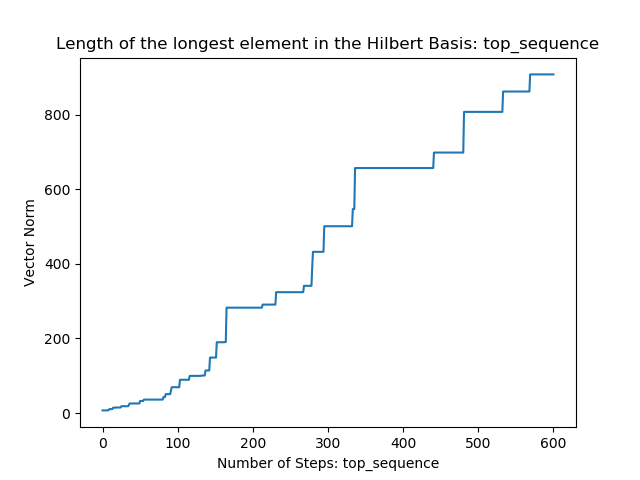 Length of the longest element in the Hilbert Basis: top_sequence
Vector Norm
800
600
400
200
0
0 100 200 300 400 500 600
Number of Steps: top_sequence